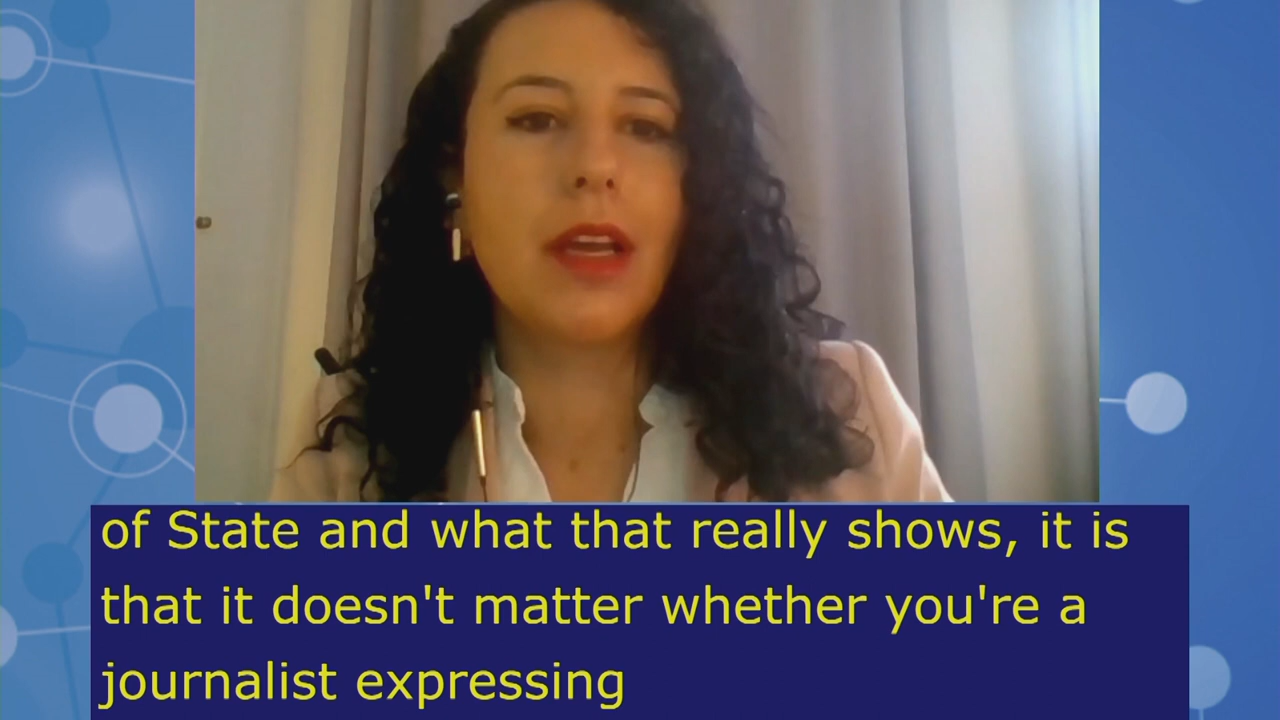 of State and what that really shows, it is
that it doesn't matter whether you're a
journalist expressing